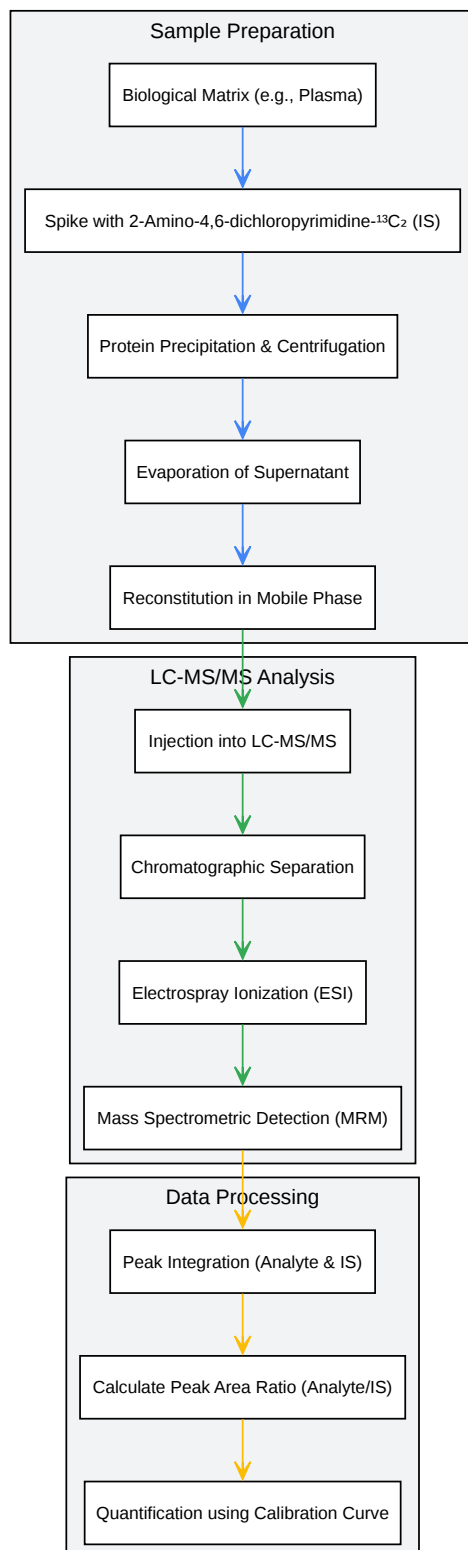 Sample Preparation
Biological Matrix (e.g., Plasma)
Spike with 2-Amino-4,6-dichloropyrimidine-¹³C₂ (IS)
Protein Precipitation & Centrifugation
Evaporation of Supernatant
Reconstitution in Mobile Phase
LC-MS/MS Analysis
Injection into LC-MS/MS
Chromatographic Separation
Electrospray Ionization (ESI)
Mass Spectrometric Detection (MRM)
Data Processing
Peak Integration (Analyte & IS)
Calculate Peak Area Ratio (Analyte/IS)
Quantification using Calibration Curve